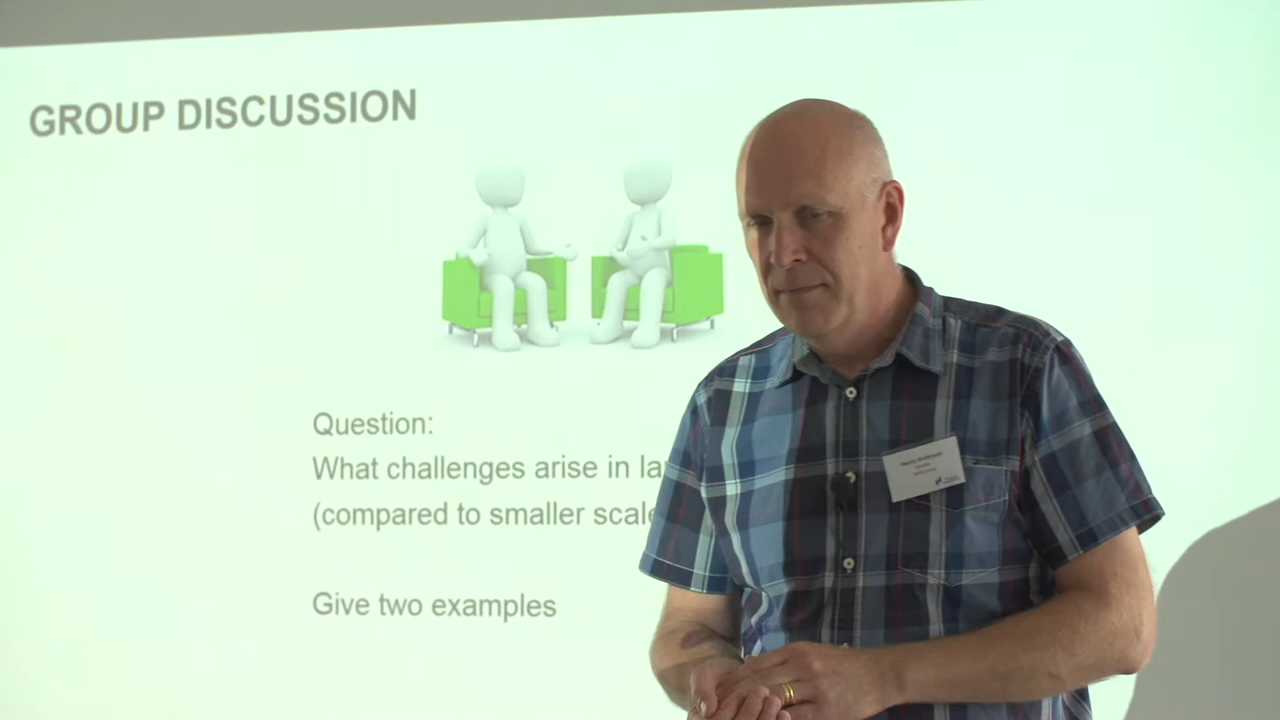 GROUP DISCUSSION
Question:
What challenges arise in la
(compared to smaller scale
Give two examples